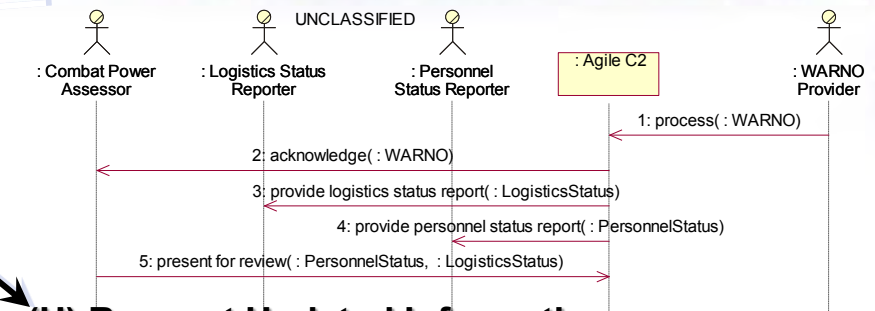 UNCLASSIFIED
: Combat Power
Assessor
: Logistics Status
Reporter
: Personnel
Status Reporter
: Agile C2
: WARNO
Provider
1: process( : WARNO)
2: acknowledge( : WARNO)
3: provide logistics status report( : LogisticsStatus)
4: provide personnel status report( : PersonnelStatus)
5: present for review( : PersonnelStatus, : LogisticsStatus)